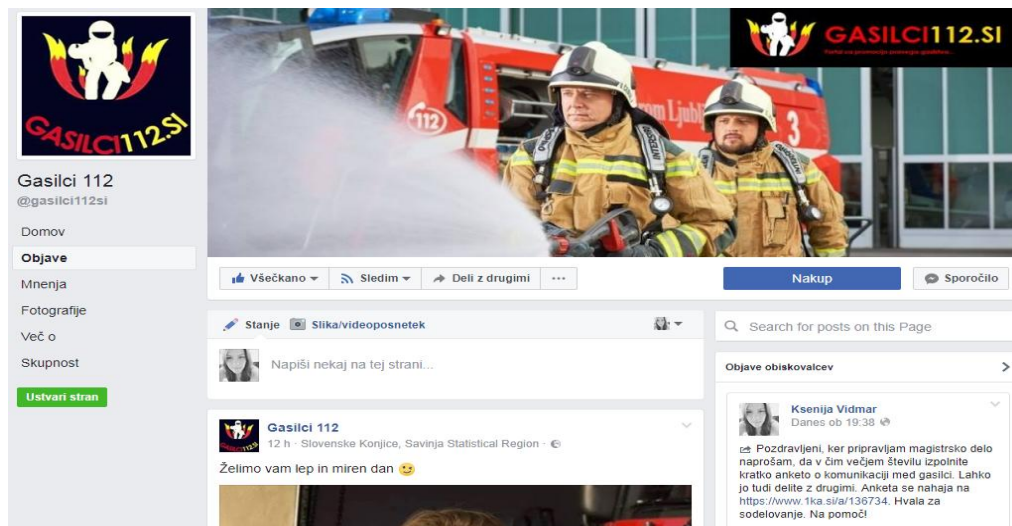 GASILCI112.SI
Gasilci 112
@gasilci112si
Domov
Objave
Mnenja
Fotografije
Več o
Skupnost
Ustvari stran
GASILCI112.SI
112
rom Ljubl
3
Všečkano
Sledim
Deli z drugimi
Nakup
Sporočilo
Stanje
Slika/videoposnetek
Napiši nekaj na tej strani...
Gasilci 112
12 h · Slovenske Konjice, Savinja Statistical Region ·
Želimo vam lep in miren dan
GASILCI112.SI
Search for posts on this Page
Objave obiskovalcev
Ksenija Vidmar
Danes ob 19:38
Pozdravljeni, ker pripravljam magistrsko delo
naprošam, da v čim večjem številu izpolnite
kratko anketo o komunikaciji med gasilci. Lahko
jo tudi delite z drugimi. Anketa se nahaja na
https://www.1ka.si/a/136734. Hvala za
sodelovanje. Na pomoč!